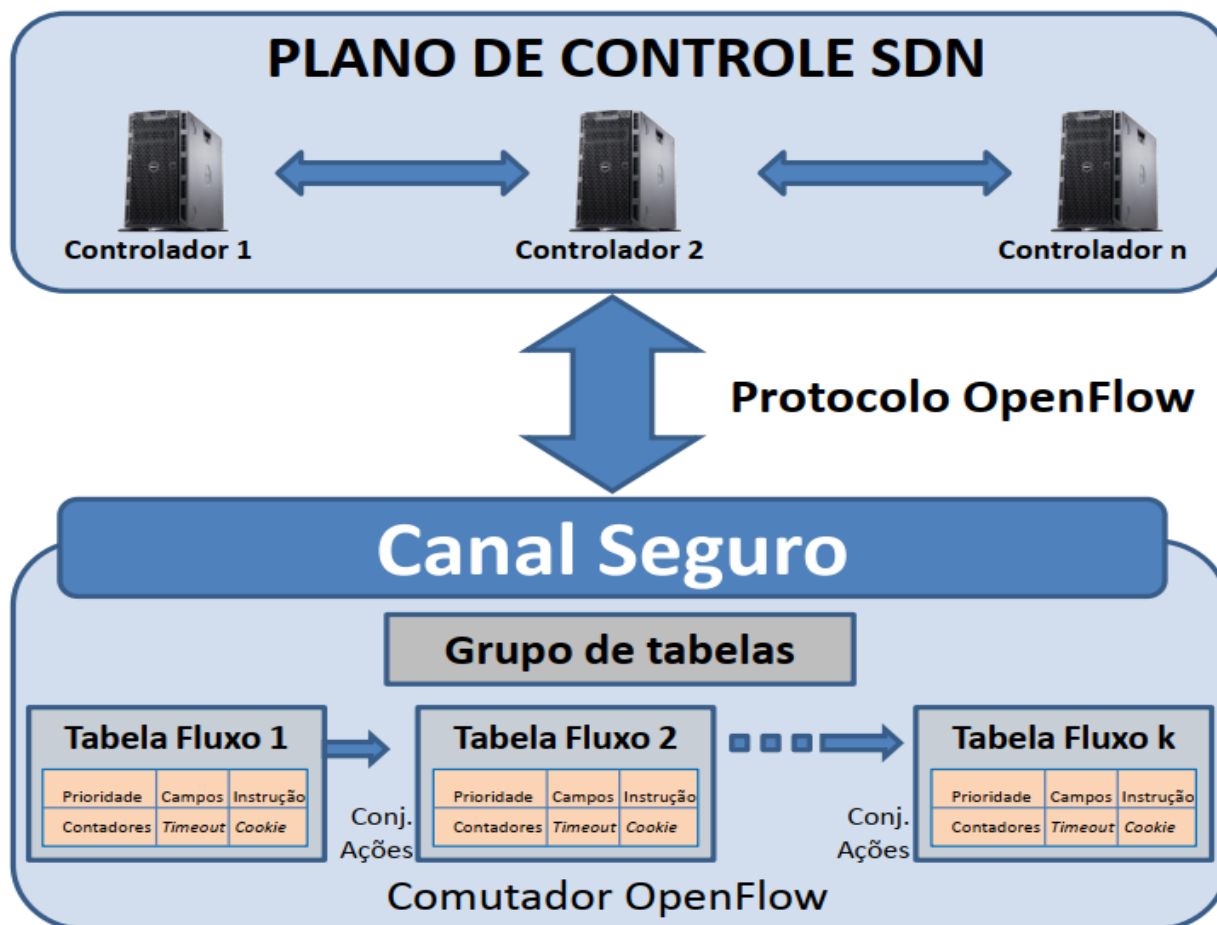 PLANO DE CONTROLE SDN
Controlador 1
Controlador 2
Controlador n
Protocolo OpenFlow
Canal Seguro
Grupo de tabelas
Tabela Fluxo 1
Prioridade Campos Instrução
Contadores Timeout Cookie
Conj.
Ações
Tabela Fluxo 2
Prioridade Campos Instrução
Contadores Timeout Cookie
Conj.
Ações
Tabela Fluxo k
Prioridade Campos Instrução
Contadores Timeout Cookie
Comutador OpenFlow